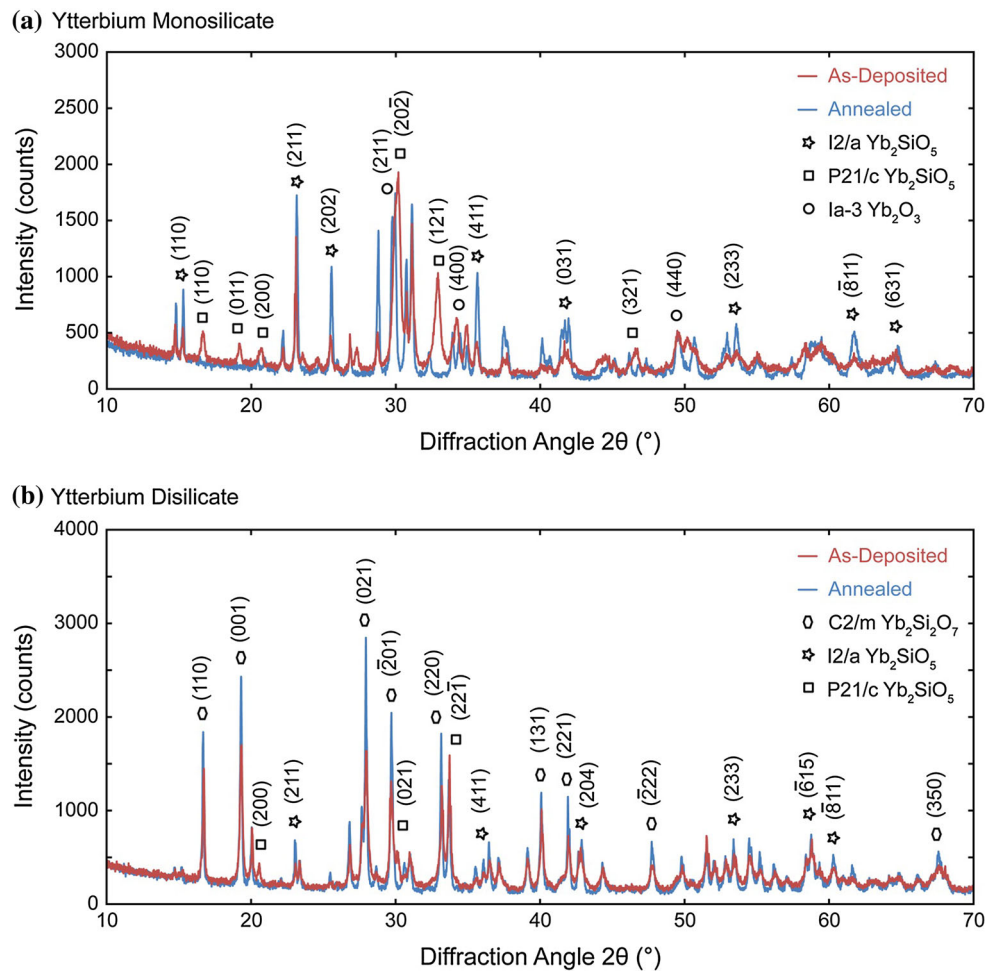 (a) Ytterbium Monosilicate
3000
2500
2000
1500
1000
500
0
Intensity (counts)
As-Deposited
Annealed
I2/a Yb₂SiO₅
P21/c Yb₂SiO₅
Ia-3 Yb₂O₃
(110)
(110)
(011)
(200)
(211)
(202)
(211)
(202̅)
(121)
(400)
(411)
(031)
(321)
(440)
(233)
(8̅11)
(631)
10 20 30 40 50 60 70
Diffraction Angle 2θ (°)
(b) Ytterbium Disilicate
4000
3000
2000
1000
0
Intensity (counts)
As-Deposited
Annealed
C2/m Yb₂Si₂O₇
I2/a Yb₂SiO₅
P21/c Yb₂SiO₅
(110)
(001)
(200)
(211)
(021)
(2̅01)
(021)
(220)
(221̅)
(411)
(131)
(221)
(204)
(2̅22)
(233)
(6̅15)
(8̅11)
(350)
10 20 30 40 50 60 70
Diffraction Angle 2θ (°)